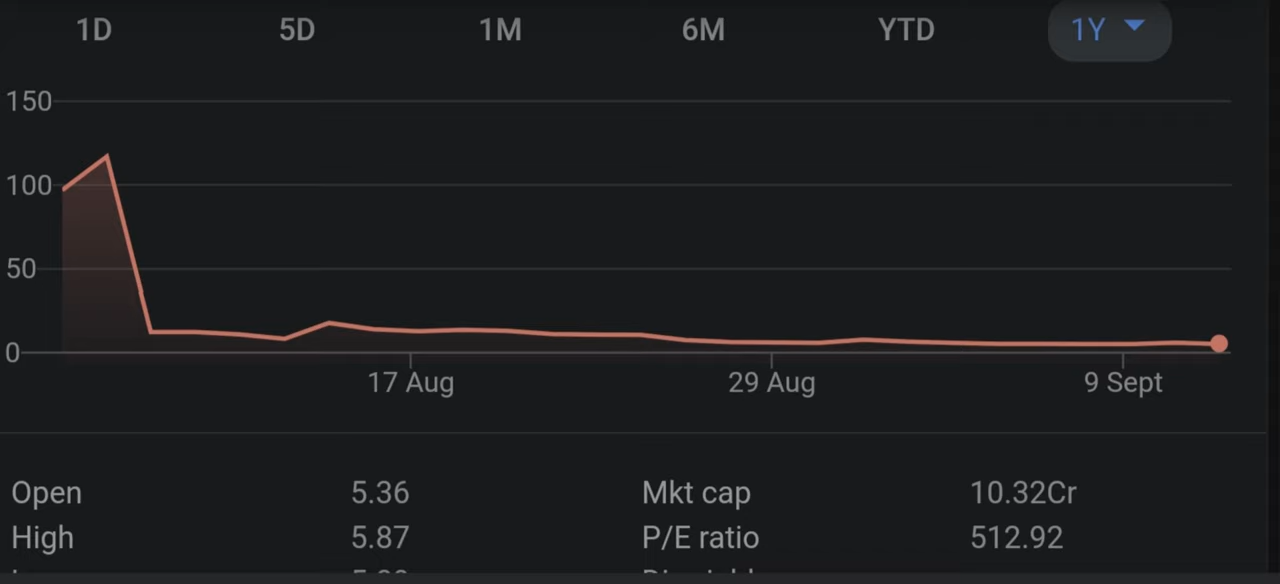 1D 5D 1M 6M YTD 1Y
150
100
50
0
17 Aug 29 Aug 9 Sept
Open 5.36 Mkt cap 10.32Cr
High 5.87 P/E ratio 512.92